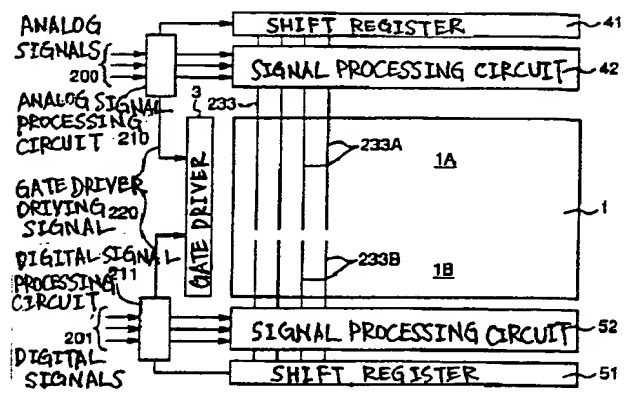 ANALOG
SIGNALS
200
SHIFT REGISTER
41
SIGNAL PROCESSING CIRCUIT
42
ANALOG SIGNAL
PROCESSING
CIRCUIT 210
3
233
233A
1A
1
GATE DRIVER
DRIVING 220
SIGNAL
GATE DRIVER
DIGITAL SIGNAL
PROCESSING 211
CIRCUIT
233B
1B
201
SIGNAL PROCESSING CIRCUIT
52
DIGITAL
SIGNALS
SHIFT REGISTER
51